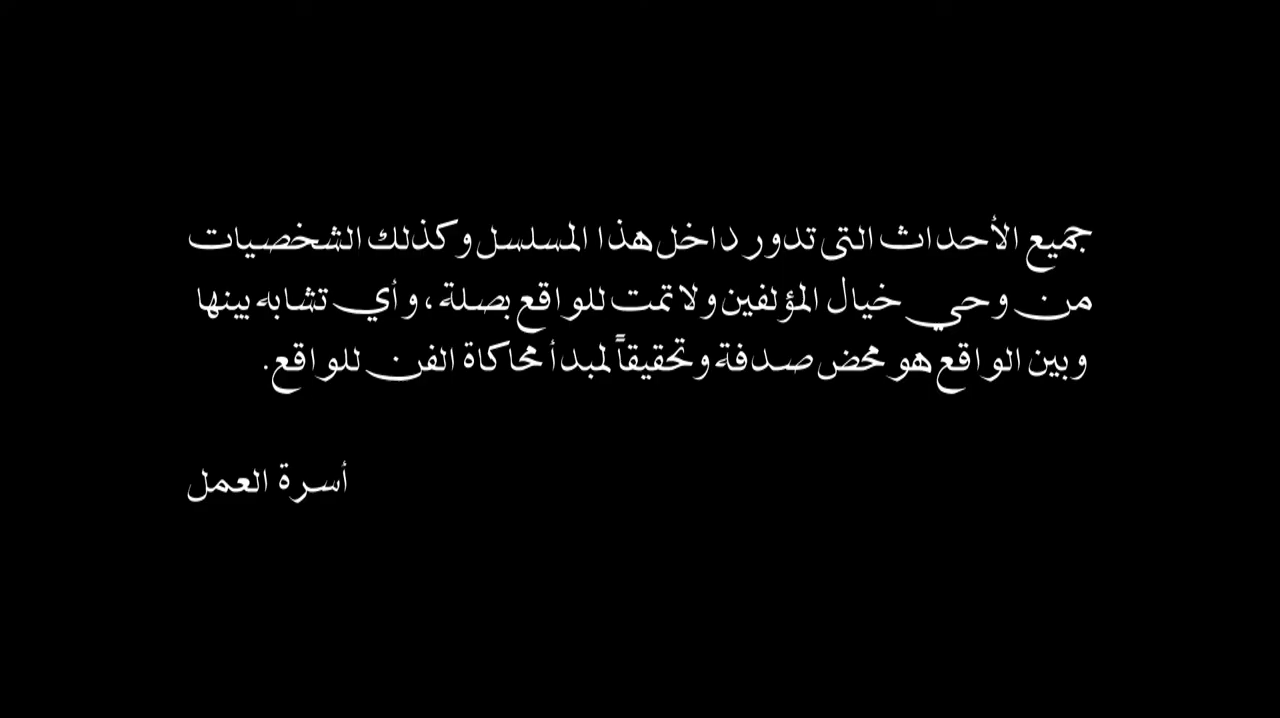 جميع الأحداث التى تدور داخل هذا المسلسل وكذلك الشخصيات
من وحي خيال المؤلفين ولا تمت للواقع بصلة ، وأي تشابه بينها
وبين الواقع هو محض صدفة وتحقيقاً لمبدأ محاكاة الفن للواقع.
أسرة العمل